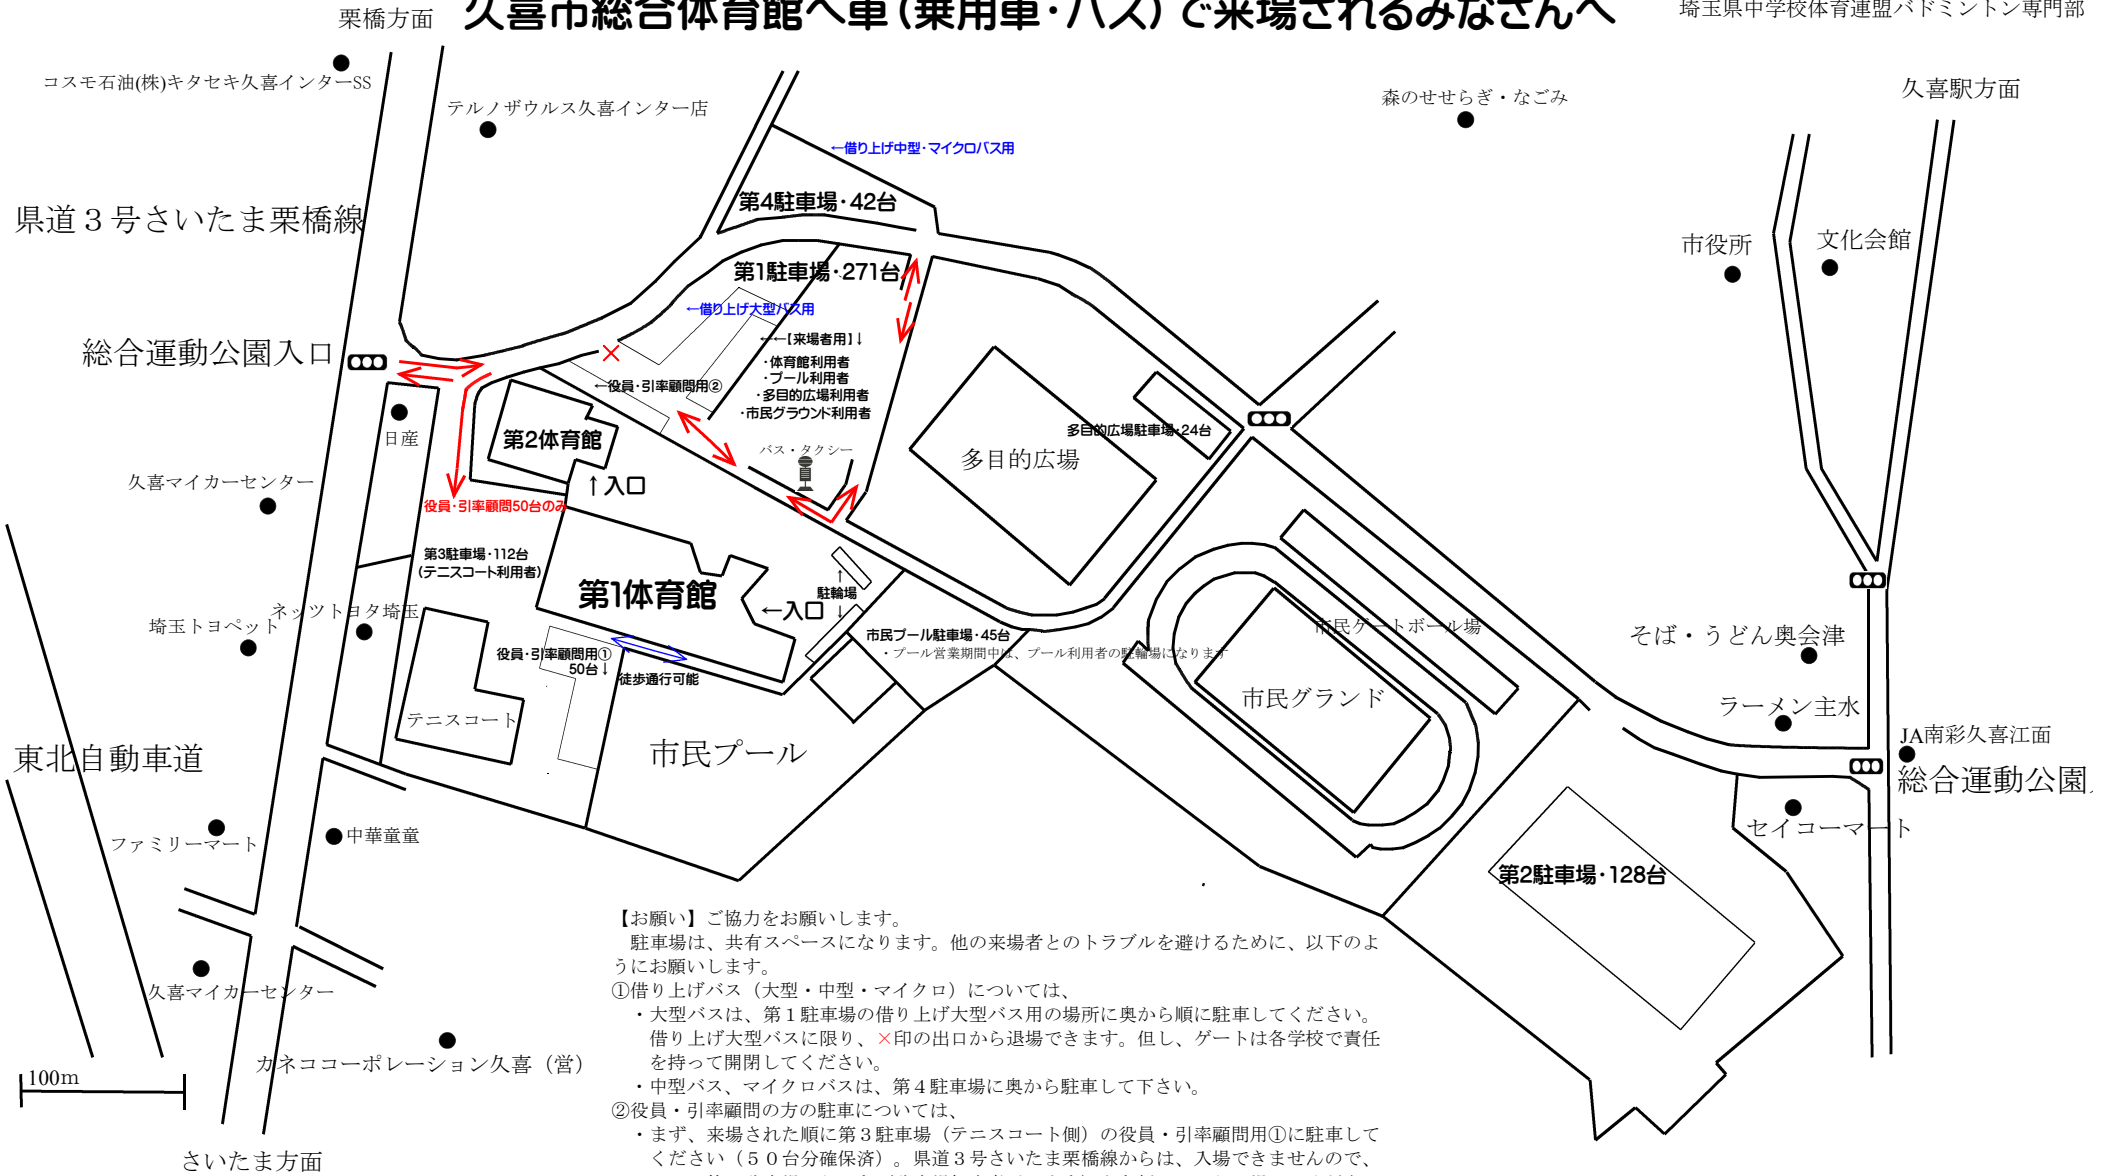 久喜市総合体育館へ車（乗用車・バス）で来場されるみなさんへ
埼玉県中学校体育連盟バドミントン専門部
栗橋方面
コスモ石油(株)キタセキ久喜インターSS
テルノザウルス久喜インター店
森のせせらぎ・なごみ
久喜駅方面
←借り上げ中型・マイクロバス用
第4駐車場・42台
県道３号さいたま栗橋線
市役所
文化会館
第1駐車場・271台
←借り上げ大型バス用
←【来場者用】↓
・体育館利用者
・プール利用者
・多目的広場利用者
・市民グラウンド利用者
総合運動公園入口
←役員・引率顧問用②
日産
第2体育館
バス・タクシー
多目的広場駐車場・24台
多目的広場
久喜マイカーセンター
↑入口
役員・引率顧問50台のみ
第3駐車場・112台
（テニスコート利用者）
第1体育館
←入口
↑
駐輪場
↓
ネッツトヨタ埼玉
埼玉トヨペット
市民プール駐車場・45台
・プール営業期間中は、プール利用者の駐輪場になります
市民ゲートボール場
そば・うどん奥会津
役員・引率顧問用①
50台↓
徒歩通行可能
市民グランド
テニスコート
ラーメン主水
市民プール
JA南彩久喜江面
東北自動車道
総合運動公園
セイコーマート
ファミリーマート
中華童童
第2駐車場・128台
久喜マイカーセンター
カネココーポレーション久喜（営）
100m
さいたま方面
【お願い】ご協力をお願いします。
駐車場は、共有スペースになります。他の来場者とのトラブルを避けるために、以下のよ
うにお願いします。
①借り上げバス（大型・中型・マイクロ）については、
・大型バスは、第１駐車場の借り上げ大型バス用の場所に奥から順に駐車してください。
借り上げ大型バスに限り、×印の出口から退場できます。但し、ゲートは各学校で責任
を持って開閉してください。
・中型バス、マイクロバスは、第４駐車場に奥から駐車して下さい。
②役員・引率顧問の方の駐車については、
・まず、来場された順に第３駐車場（テニスコート側）の役員・引率顧問用①に駐車して
ください（５０台分確保済）。県道３号さいたま栗橋線からは、入場できませんので、